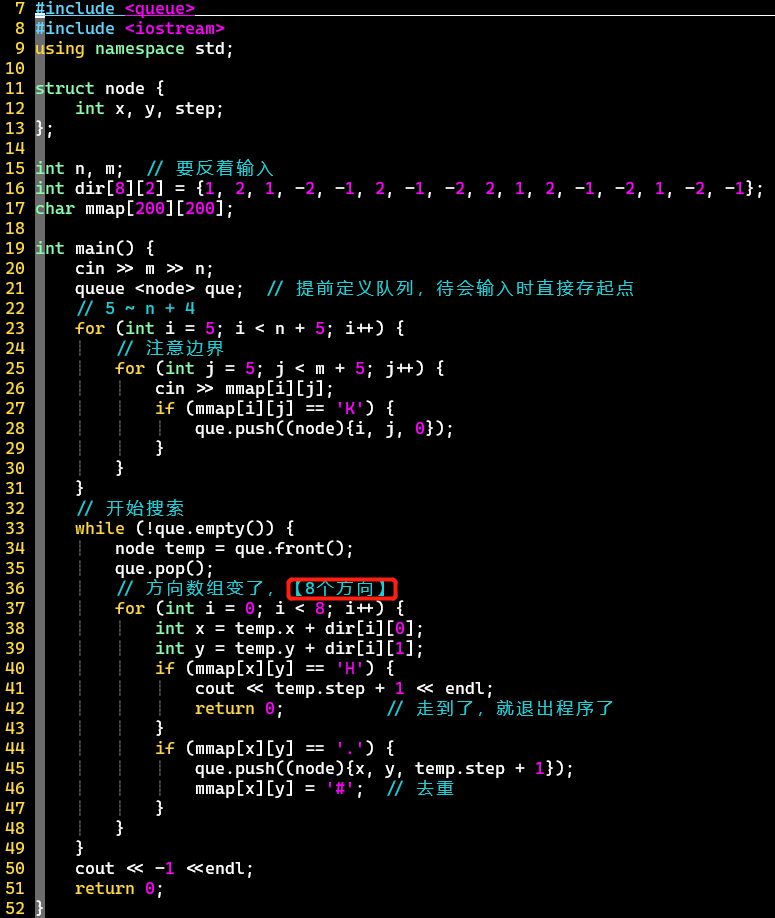 7 #include <queue>
8 #include <iostream>
9 using namespace std;
10
11 struct node {
12     int x, y, step;
13 };
14
15 int n, m;  // 要反着输入
16 int dir[8][2] = {1, 2, 1, -2, -1, 2, -1, -2, 2, 1, 2, -1, -2, 1, -2, -1};
17 char mmap[200][200];
18
19 int main() {
20     cin >> m >> n;
21     queue <node> que;  // 提前定义队列，待会输入时直接存起点
22     // 5 ~ n + 4
23     for (int i = 5; i < n + 5; i++) {
24         // 注意边界
25         for (int j = 5; j < m + 5; j++) {
26             cin >> mmap[i][j];
27             if (mmap[i][j] == 'K') {
28                 que.push((node){i, j, 0});
29             }
30         }
31     }
32     // 开始搜索
33     while (!que.empty()) {
34         node temp = que.front();
35         que.pop();
36         // 方向数组变了，【8个方向】
37         for (int i = 0; i < 8; i++) {
38             int x = temp.x + dir[i][0];
39             int y = temp.y + dir[i][1];
40             if (mmap[x][y] == 'H') {
41                 cout << temp.step + 1 << endl;
42                 return 0;          // 走到了，就退出程序了
43             }
44             if (mmap[x][y] == '.') {
45                 que.push((node){x, y, temp.step + 1});
46                 mmap[x][y] = '#';  // 去重
47             }
48         }
49     }
50     cout << -1 <<endl;
51     return 0;
52 }